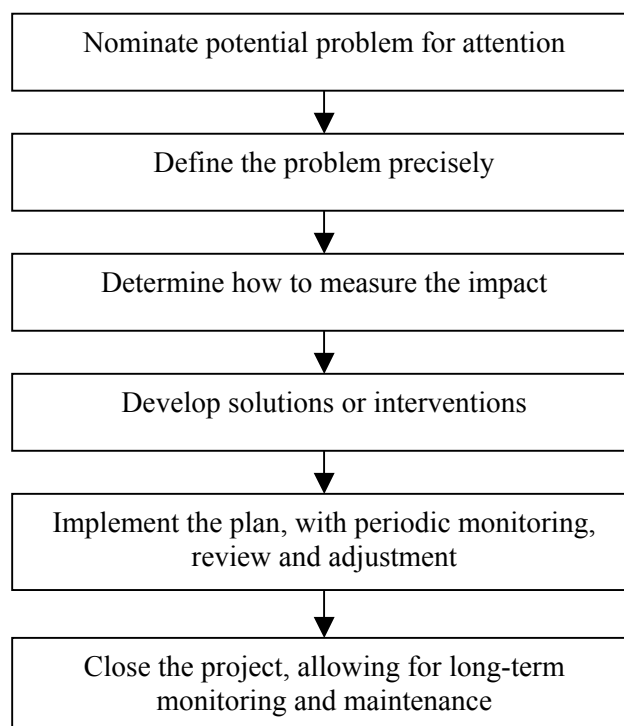 Nominate potential problem for attention
Define the problem precisely
Determine how to measure the impact
Develop solutions or interventions
Implement the plan, with periodic monitoring,
review and adjustment
Close the project, allowing for long-term
monitoring and maintenance